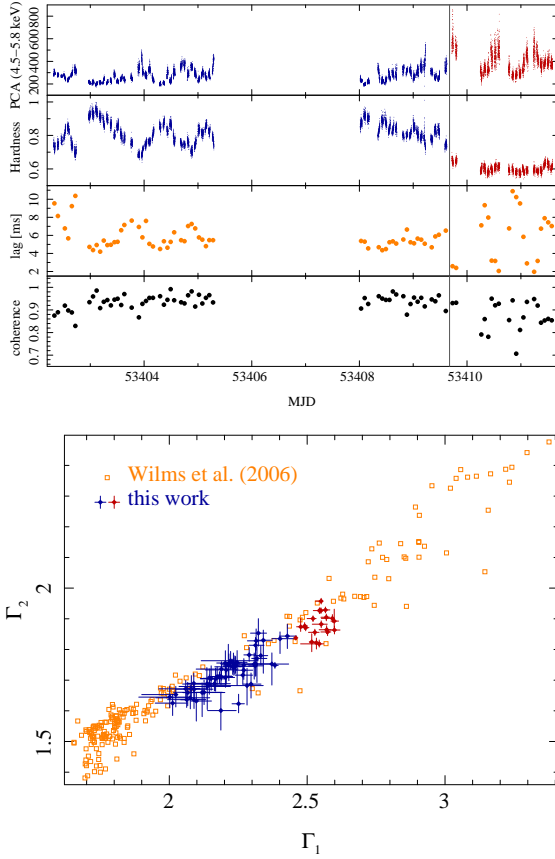 PCA (4.5−5.8 keV)
200 400 600 800
Hardness
0.6 0.8 1
lag [ms]
2 4 6 8 10
coherence
0.7 0.8 0.9 1
53404 53406 53408 53410
MJD
Wilms et al. (2006)
this work
Γ2
1.5 2
2 2.5 3
Γ1